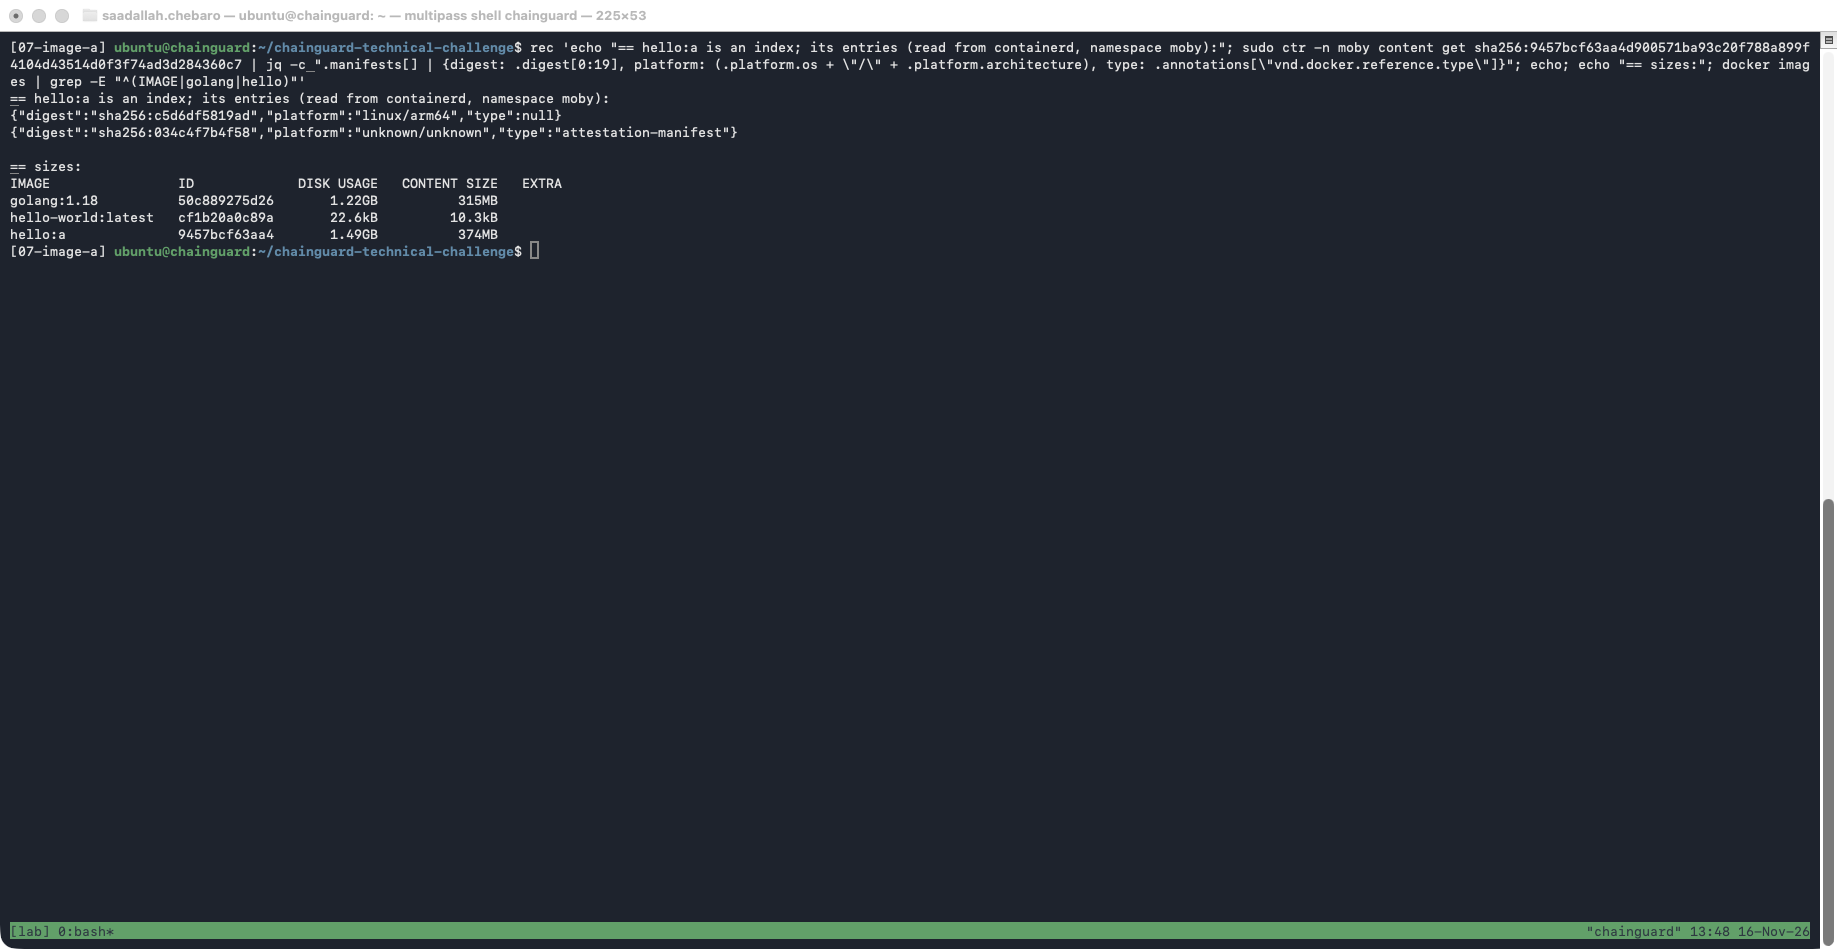 saadallah.chebaro — ubuntu@chainguard: ~ — multipass shell chainguard — 225×53
[07-image-a] ubuntu@chainguard:~/chainguard-technical-challenge$ rec 'echo "== hello:a is an index; its entries (read from containerd, namespace moby):"; sudo ctr -n moby content get sha256:9457bcf63aa4d900571ba93c20f788a899f
4104d43514d0f3f74ad3d284360c7 | jq -c_".manifests[] | {digest: .digest[0:19], platform: (.platform.os + \"/\" + .platform.architecture), type: .annotations[\"vnd.docker.reference.type\"]}"; echo; echo "== sizes:"; docker imag
es | grep -E "^(IMAGE|golang|hello)"'
== hello:a is an index; its entries (read from containerd, namespace moby):
{"digest":"sha256:c5d6df5819ad","platform":"linux/arm64","type":null}
{"digest":"sha256:034c4f7b4f58","platform":"unknown/unknown","type":"attestation-manifest"}
== sizes:
IMAGE ID DISK USAGE CONTENT SIZE EXTRA
golang:1.18 50c889275d26 1.22GB 315MB
hello-world:latest cf1b20a0c89a 22.6kB 10.3kB
hello:a 9457bcf63aa4 1.49GB 374MB
[07-image-a] ubuntu@chainguard:~/chainguard-technical-challenge$
[lab] 0:bash* "chainguard" 13:48 16-Nov-26